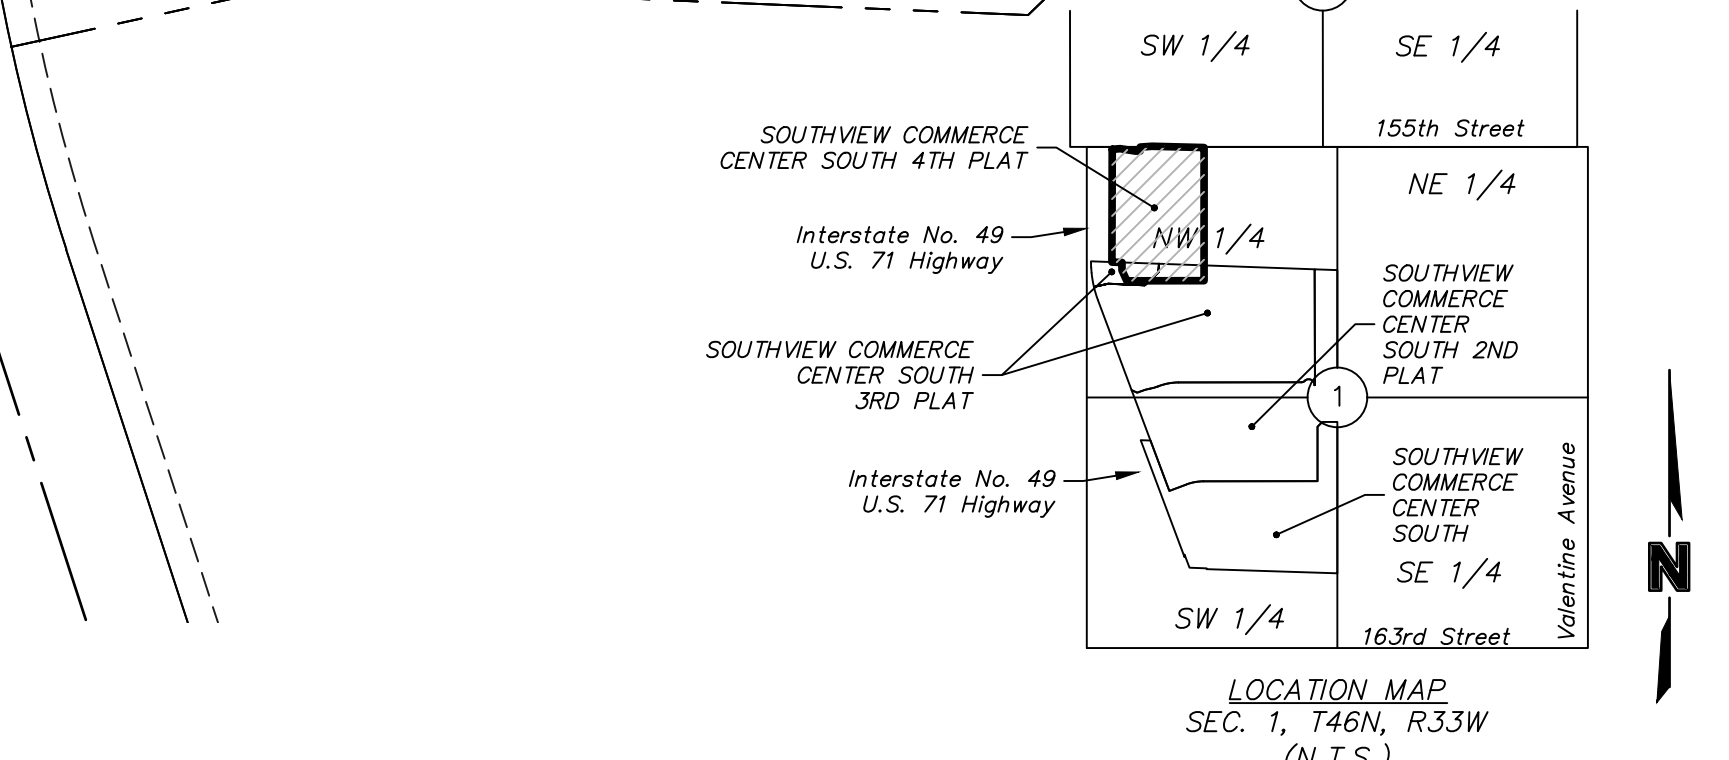 SW 1/4
SE 1/4
155th Street
SOUTHVIEW COMMERCE
CENTER SOUTH 4TH PLAT
NE 1/4
Interstate No. 49
U.S. 71 Highway
NW 1/4
SOUTHVIEW
COMMERCE
CENTER
SOUTH 2ND
PLAT
SOUTHVIEW COMMERCE
CENTER SOUTH
3RD PLAT
1
Interstate No. 49
U.S. 71 Highway
SOUTHVIEW
COMMERCE
CENTER
SOUTH
Valentine Avenue
N
SE 1/4
SW 1/4
163rd Street
LOCATION MAP
SEC. 1, T46N, R33W
(N.T.S.)